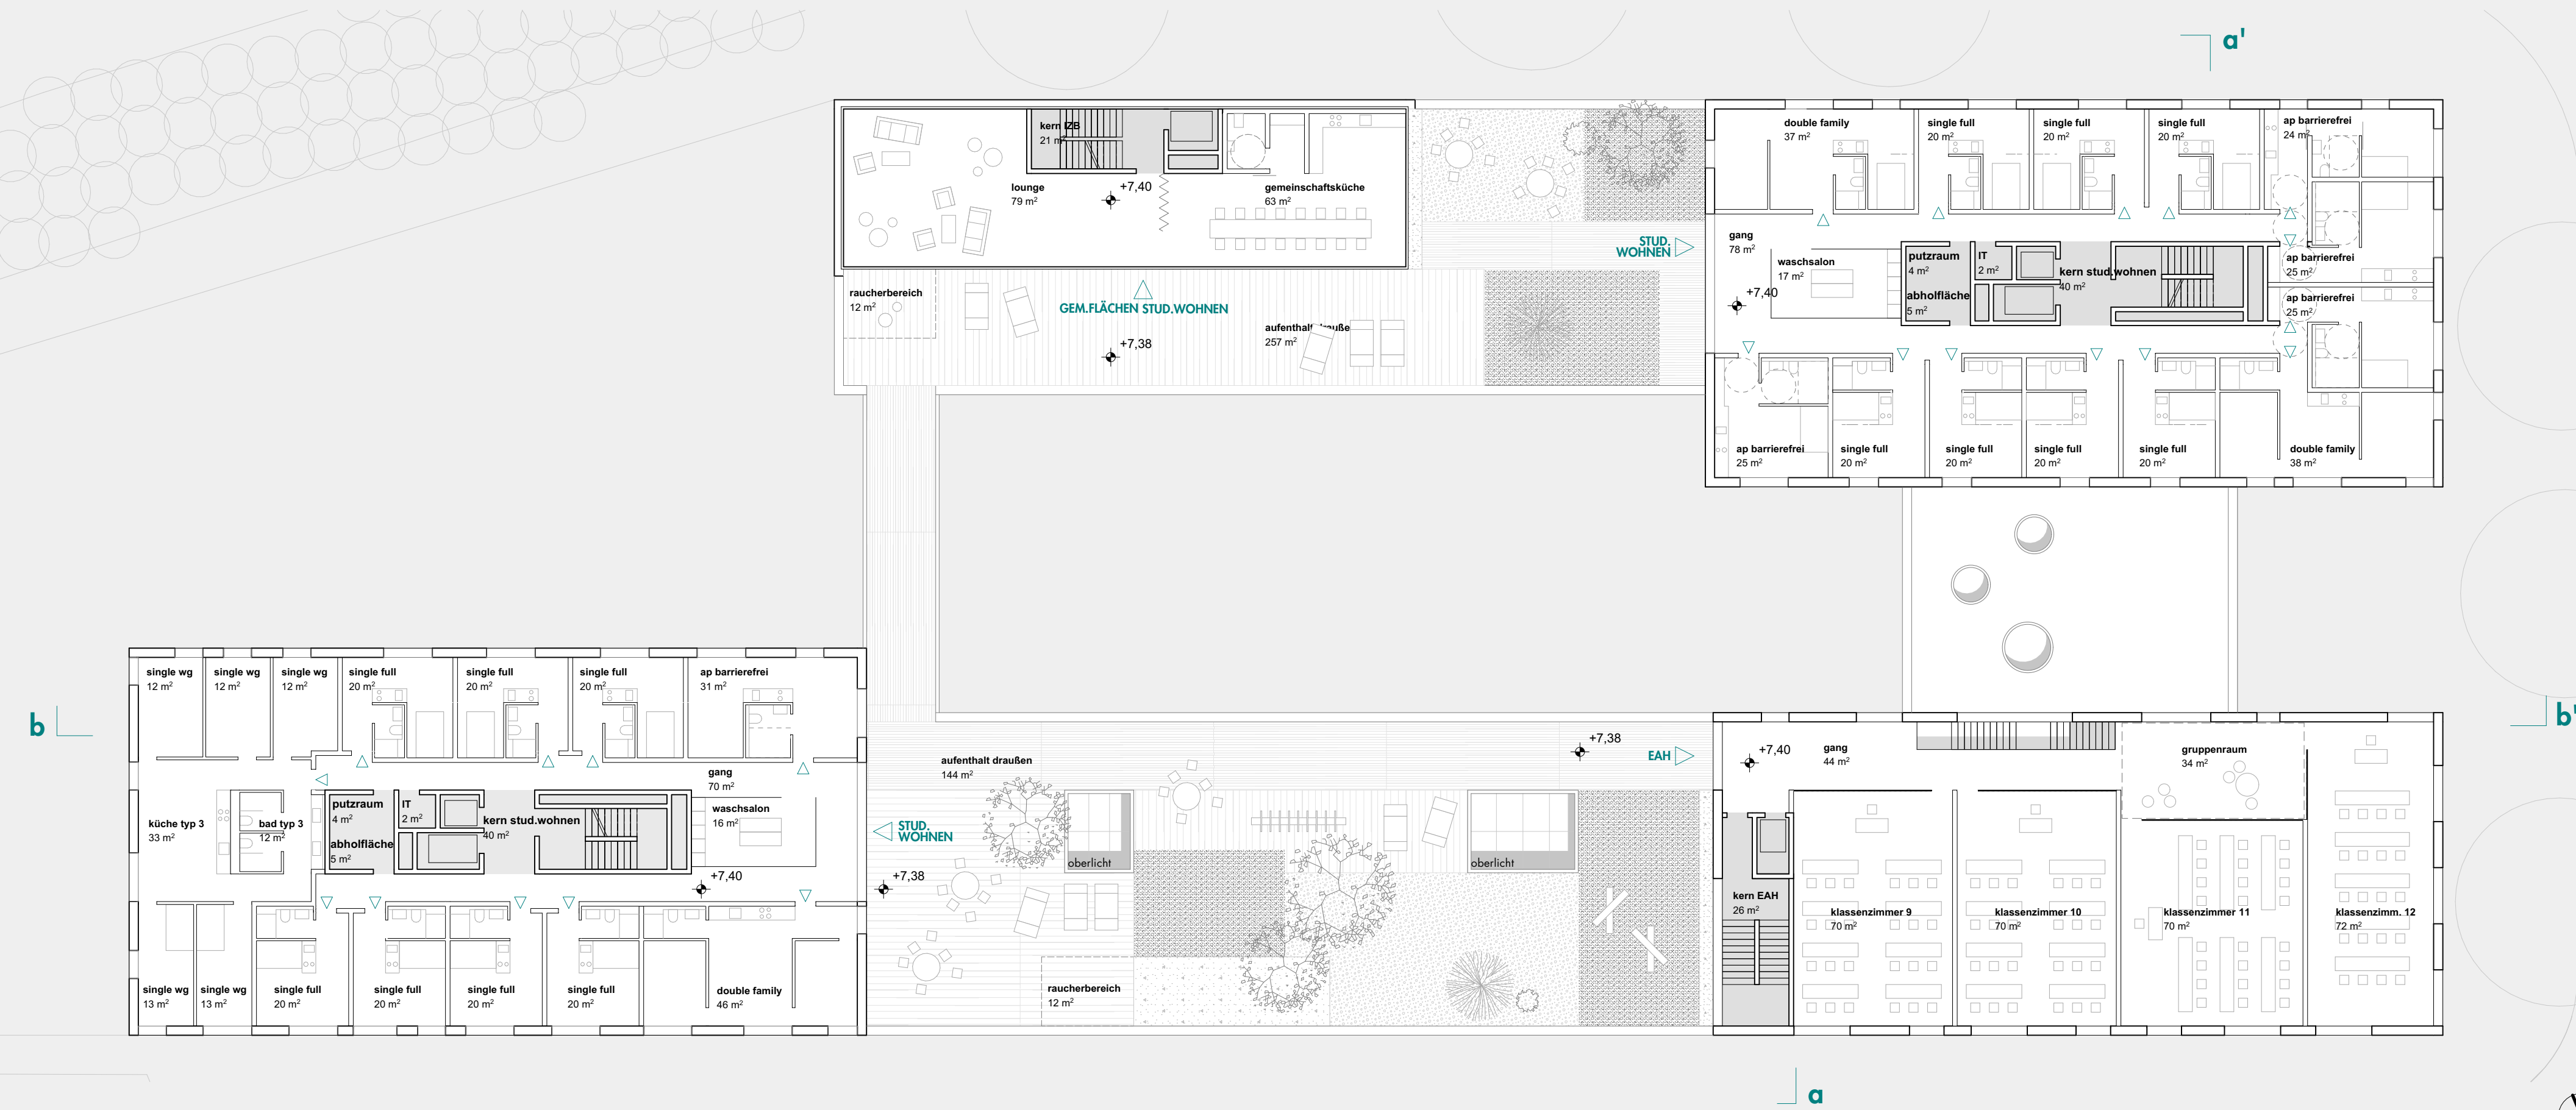 a'
kern IZB
21 m²
lounge
79 m²
+7,40
gemeinschaftsküche
63 m²
raucherbereich
12 m²
GEM.FLÄCHEN STUD.WOHNEN
+7,38
aufenthalt drauße
257 m²
STUD.
WOHNEN
double family
37 m²
single full
20 m²
single full
20 m²
single full
20 m²
ap barrierefrei
24 m²
gang
78 m²
waschsalon
17 m²
+7,40
putzraum
4 m²
IT
2 m²
abholfläche
5 m²
kern stud.wohnen
40 m²
ap barrierefrei
25 m²
ap barrierefrei
25 m²
ap barrierefrei
25 m²
single full
20 m²
single full
20 m²
single full
20 m²
single full
20 m²
double family
38 m²
b
b'
single wg
12 m²
single wg
12 m²
single wg
12 m²
single full
20 m²
single full
20 m²
single full
20 m²
ap barrierefrei
31 m²
gang
70 m²
waschsalon
16 m²
küche typ 3
33 m²
bad typ 3
12 m²
putzraum
4 m²
IT
2 m²
abholfläche
5 m²
kern stud.wohnen
40 m²
+7,40
single wg
13 m²
single wg
13 m²
single full
20 m²
single full
20 m²
single full
20 m²
single full
20 m²
double family
46 m²
aufenthalt draußen
144 m²
STUD.
WOHNEN
+7,38
oberlicht
raucherbereich
12 m²
oberlicht
+7,38
EAH
+7,40
gang
44 m²
gruppenraum
34 m²
kern EAH
26 m²
klassenzimmer 9
70 m²
klassenzimmer 10
70 m²
klassenzimmer 11
70 m²
klassenzimm. 12
72 m²
a